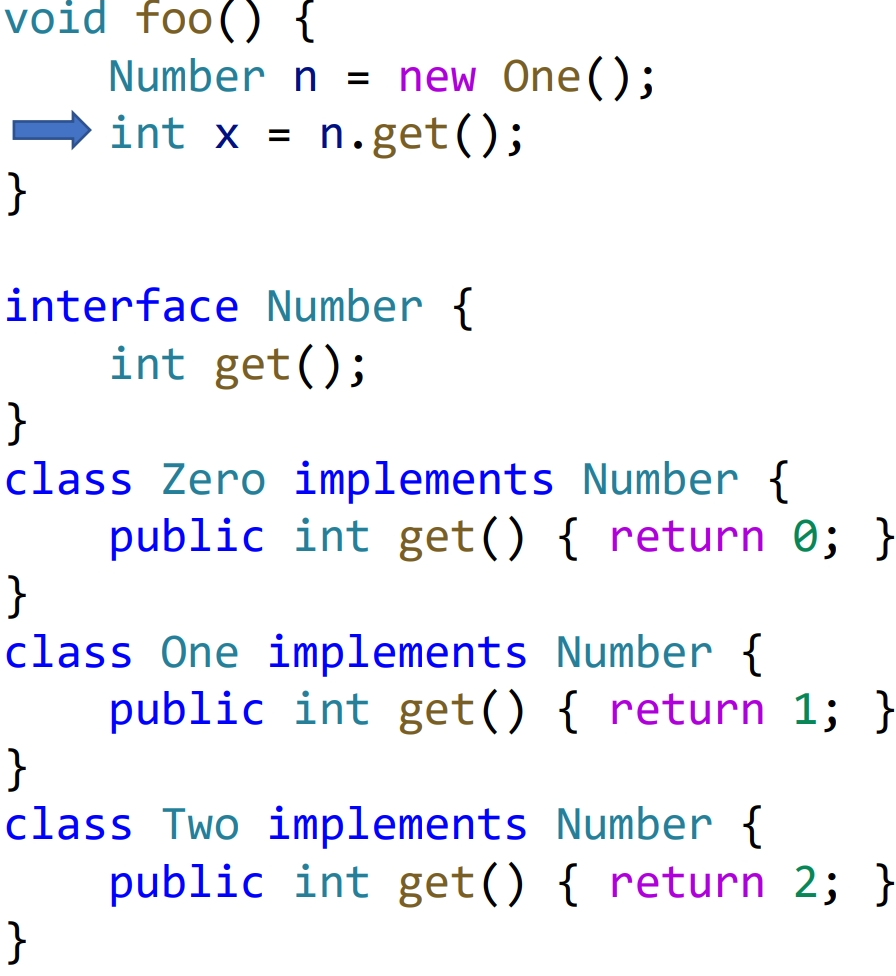 void foo() {
    Number n = new One();
    int x = n.get();
}

interface Number {
    int get();
}
class Zero implements Number {
    public int get() { return 0; }
}
class One implements Number {
    public int get() { return 1; }
}
class Two implements Number {
    public int get() { return 2; }
}